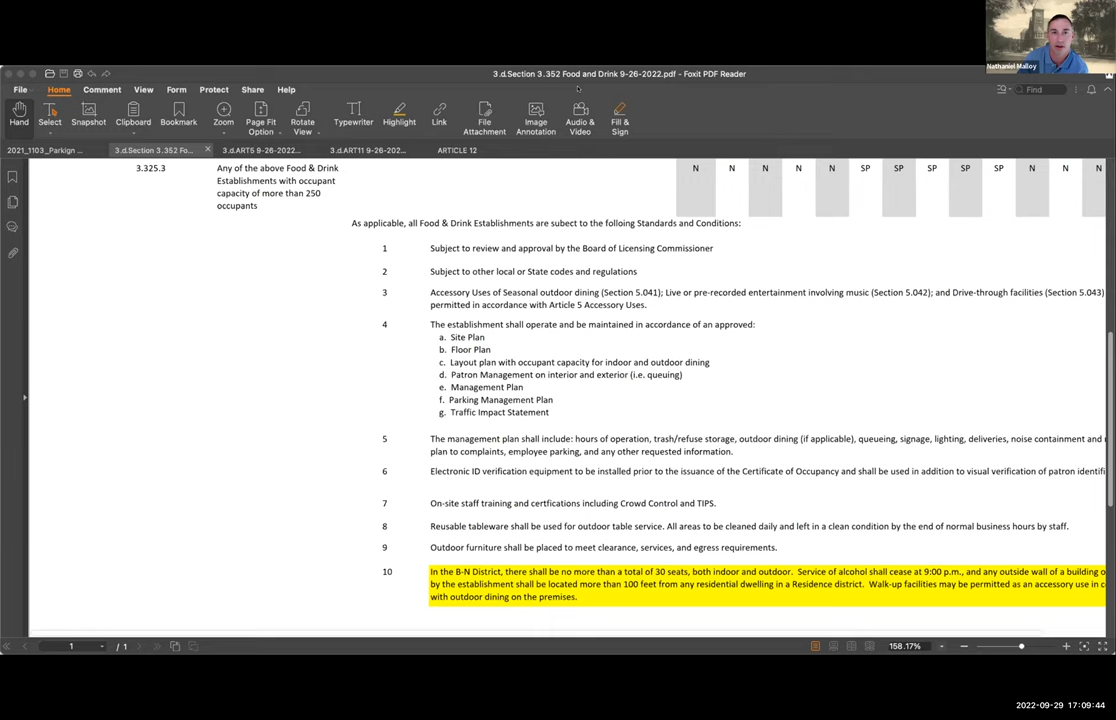 Nathaniel Malloy
3.d.Section 3.352 Food and Drink 9-26-2022.pdf - Foxit PDF Reader
File Home Comment View Form Protect Share Help Find
Hand Select Snapshot Clipboard Bookmark Zoom Page Fit Option Rotate View Typewriter Highlight Link File Attachment Image Annotation Audio & Video Fill & Sign
2021_1103_Parkign ... 3.d.Section 3.352 Fo... 3.d.ART5 9-26-2022... 3.d.ART11 9-26-202... ARTICLE 12
3.325.3 Any of the above Food & Drink N N N N N SP SP SP SP SP N N N
Establishments with occupant
capacity of more than 250
occupants
As applicable, all Food & Drink Establishments are subect to the folloing Standards and Conditions:
1 Subject to review and approval by the Board of Licensing Commissioner
2 Subject to other local or State codes and regulations
3 Accessory Uses of Seasonal outdoor dining (Section 5.041); Live or pre-recorded entertainment involving music (Section 5.042); and Drive-through facilities (Section 5.043)
permitted in accordance with Article 5 Accessory Uses.
4 The establishment shall operate and be maintained in accordance of an approved:
a. Site Plan
b. Floor Plan
c. Layout plan with occupant capacity for indoor and outdoor dining
d. Patron Management on interior and exterior (i.e. queuing)
e. Management Plan
f. Parking Management Plan
g. Traffic Impact Statement
5 The management plan shall include: hours of operation, trash/refuse storage, outdoor dining (if applicable), queueing, signage, lighting, deliveries, noise containment and
plan to complaints, employee parking, and any other requested information.
6 Electronic ID verification equipment to be installed prior to the issuance of the Certificate of Occupancy and shall be used in addition to visual verification of patron identifi
7 On-site staff training and certfications including Crowd Control and TIPS.
8 Reusable tableware shall be used for outdoor table service. All areas to be cleaned daily and left in a clean condition by the end of normal business hours by staff.
9 Outdoor furniture shall be placed to meet clearance, services, and egress requirements.
10 In the B-N District, there shall be no more than a total of 30 seats, both indoor and outdoor. Service of alcohol shall cease at 9:00 p.m., and any outside wall of a building o
by the establishment shall be located more than 100 feet from any residential dwelling in a Residence district. Walk-up facilities may be permitted as an accessory use in c
with outdoor dining on the premises.
1 / 1 158.17%
2022-09-29 17:09:44